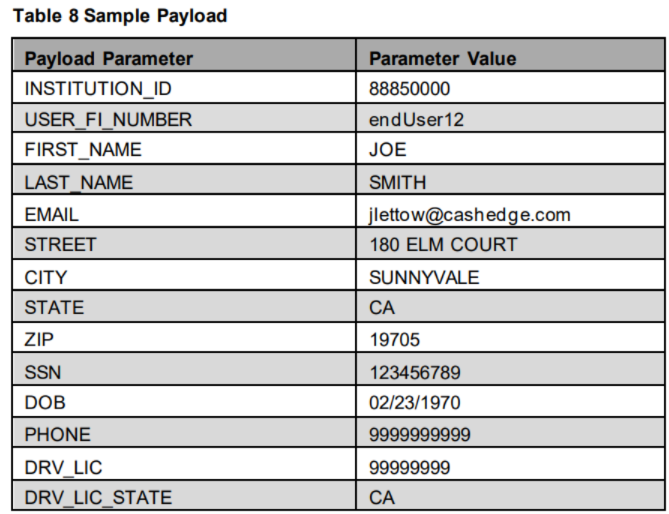 Table 8 Sample Payload
Payload Parameter Parameter Value
INSTITUTION_ID 88850000
USER_FI_NUMBER endUser12
FIRST_NAME JOE
LAST_NAME SMITH
EMAIL jlettow@cashedge.com
STREET 180 ELM COURT
CITY SUNNYVALE
STATE CA
ZIP 19705
SSN 123456789
DOB 02/23/1970
PHONE 9999999999
DRV_LIC 99999999
DRV_LIC_STATE CA